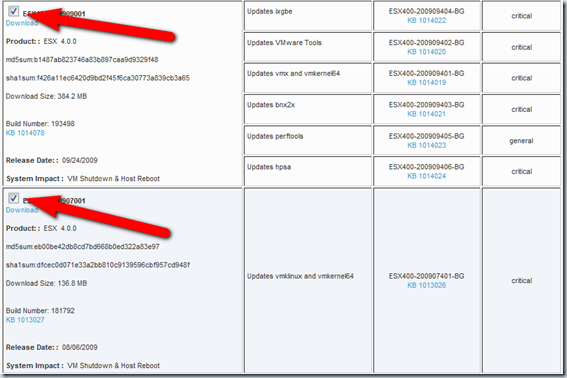 Download
Product: : ESX 4.0.0
md5sum:b1487ab823746a83b897caa9d9329f48
sha1sum:f426a11ec6420d9bd2f45f6ca30773a839cb3a65
Download Size: 384.2 MB
Build Number: 193498
KB 1014078
Release Date: : 09/24/2009
System Impact : VM Shutdown & Host Reboot
Updates ixgbe
ESX400-200909404-BG
KB 1014022
critical
Updates VMware Tools
ESX400-200909402-BG
KB 1014020
critical
Updates vmx and vmkernel64
ESX400-200909401-BG
KB 1014019
critical
Updates bnx2x
ESX400-200909403-BG
KB 1014021
critical
Updates perftools
ESX400-200909405-BG
KB 1014023
general
Updates hpsa
ESX400-200909406-BG
KB 1014024
critical
Download
Product: : ESX 4.0.0
md5sum:eb00be42db8cd7bd668b0ed322a83e97
sha1sum:dfcec0d071e33a2bb810c9139596cbf957cd948f
Download Size: 136.8 MB
Build Number: 181792
KB 1013027
Release Date: : 08/06/2009
System Impact : VM Shutdown & Host Reboot
Updates vmklinux and vmkernel64
ESX400-200907401-BG
KB 1013026
critical